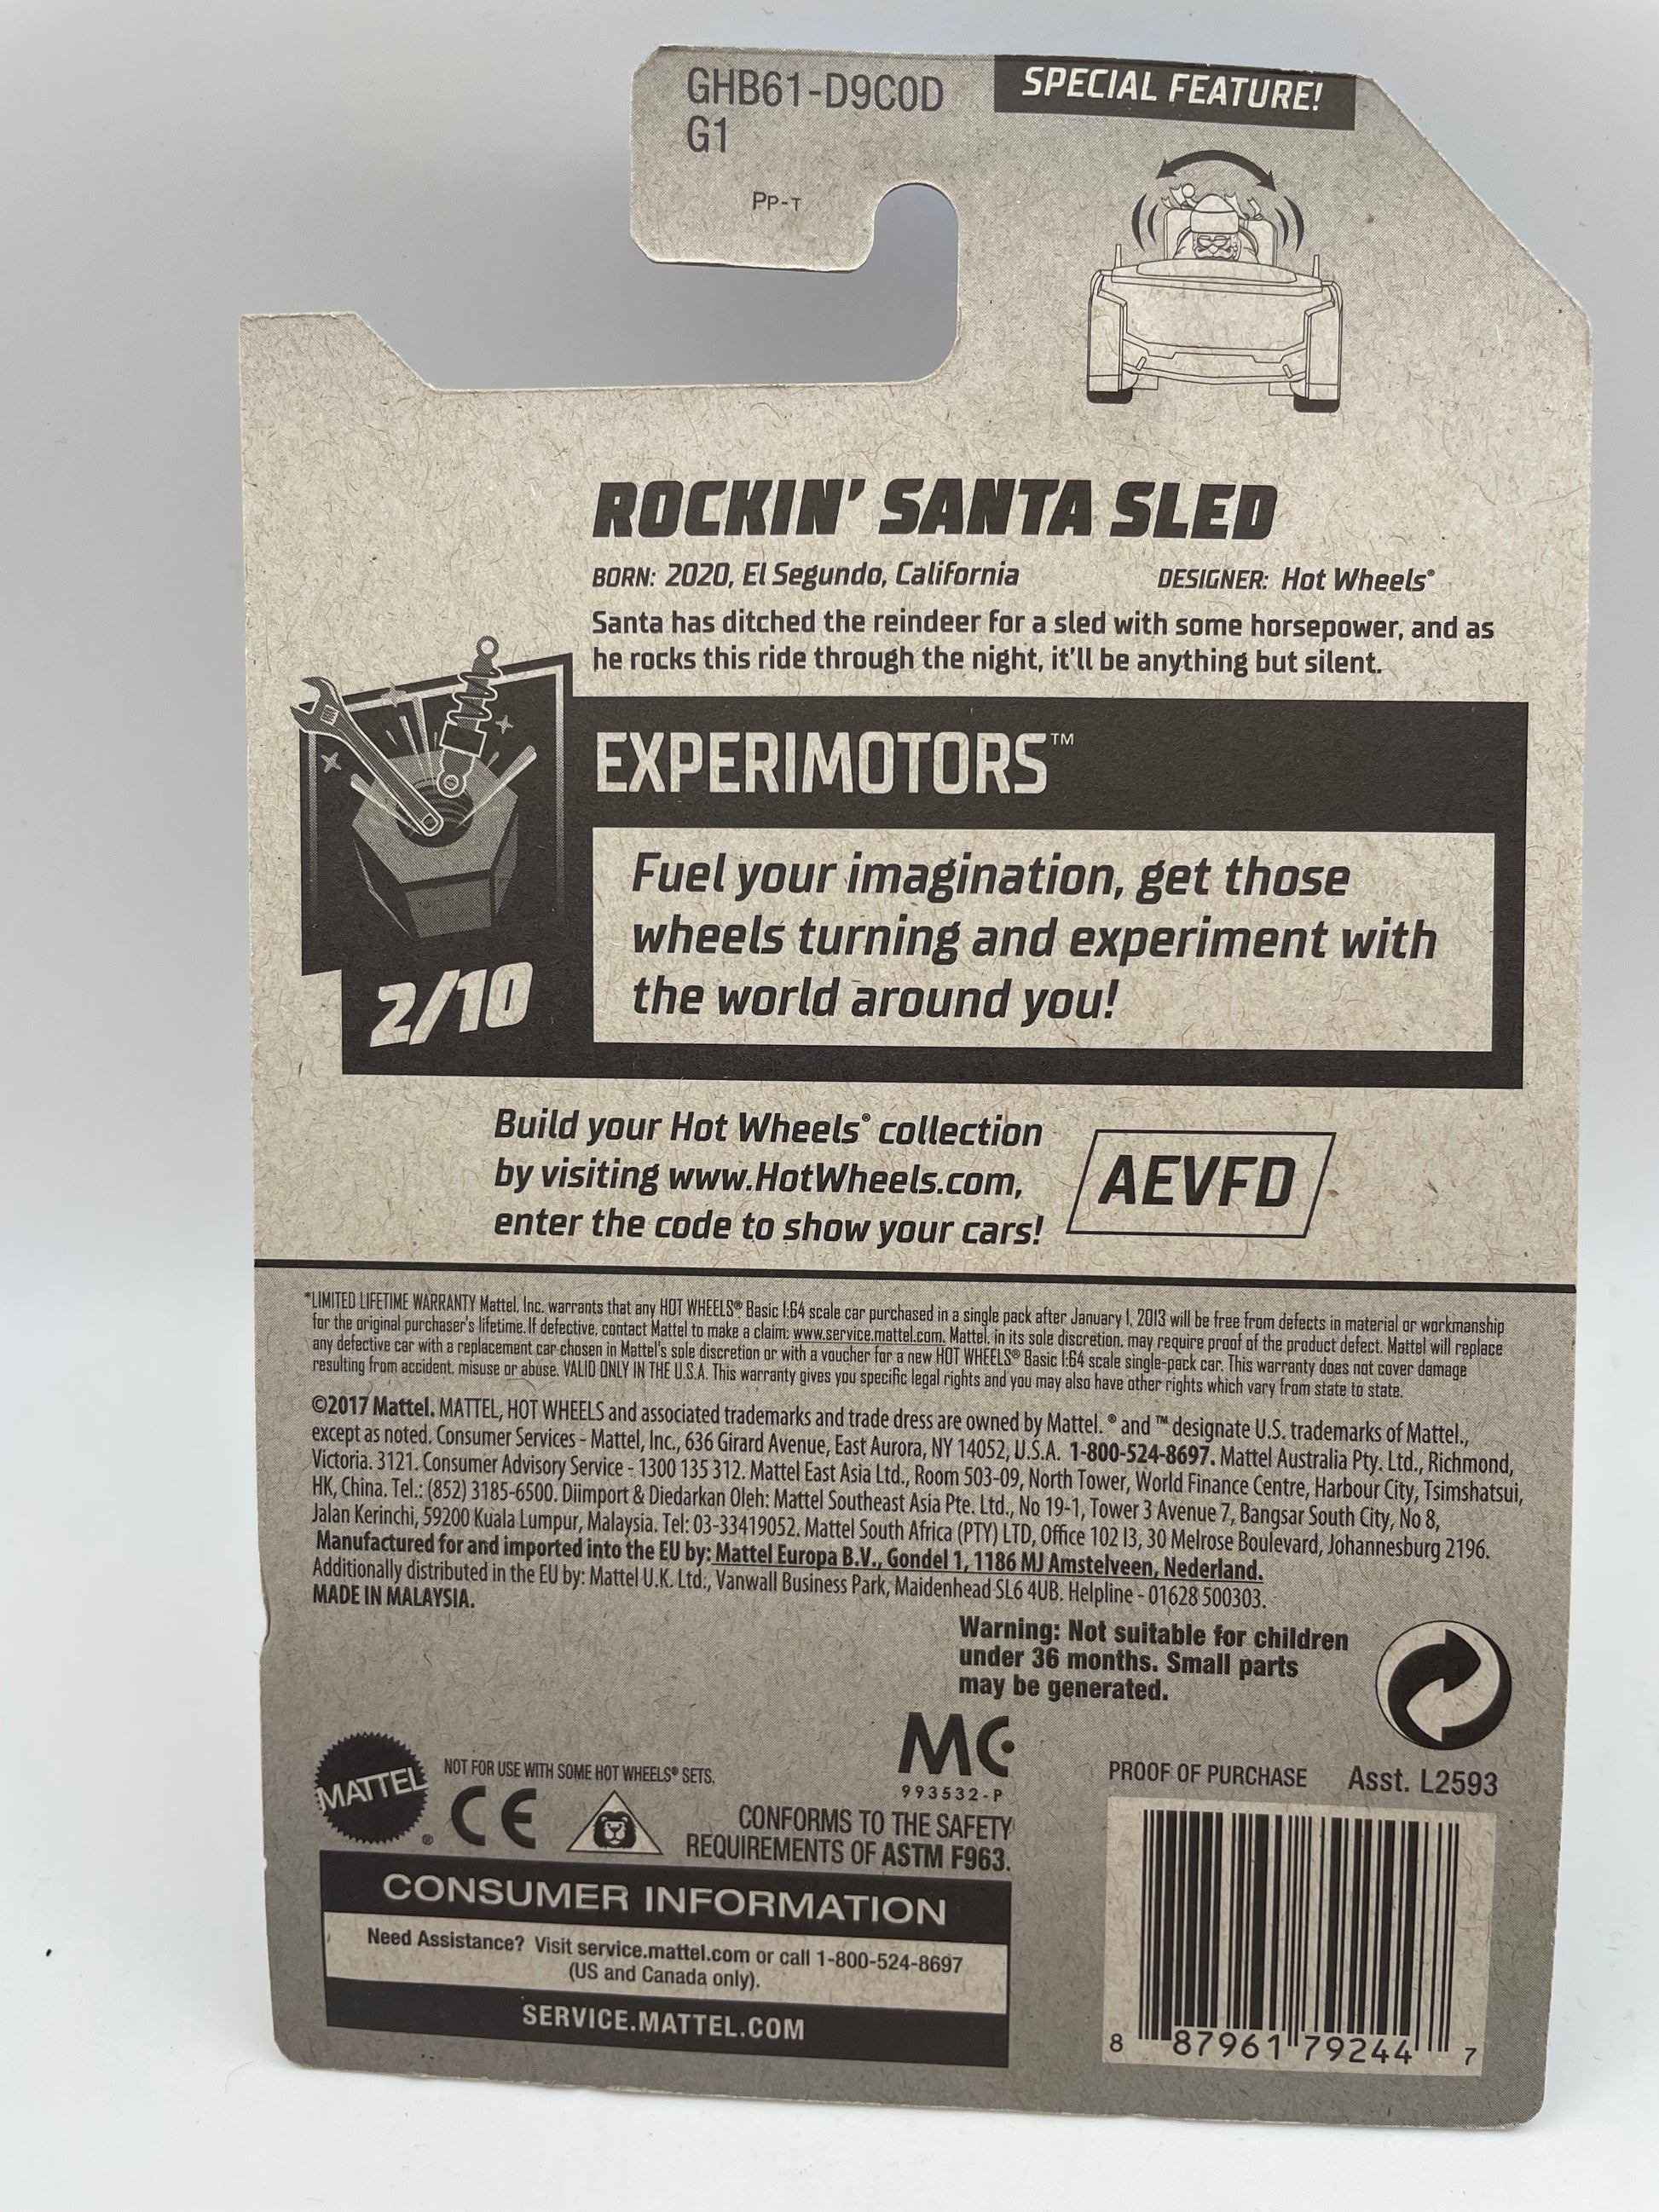 GHB61-D9C0D
G1
PP-T
SPECIAL FEATURE!
ROCKIN' SANTA SLED
BORN: 2020, El Segundo, California
DESIGNER: Hot Wheels®
Santa has ditched the reindeer for a sled with some horsepower, and as
he rocks this ride through the night, it'll be anything but silent.
EXPERIMOTORS™
Fuel your imagination, get those
wheels turning and experiment with
the world around you!
2/10
Build your Hot Wheels® collection
by visiting www.HotWheels.com,
enter the code to show your cars!
AEVFD
*LIMITED LIFETIME WARRANTY Mattel, Inc. warrants that any HOT WHEELS® Basic 1:64 scale car purchased in a single pack after January 1, 2013 will be free from defects in material or workmanship
for the original purchaser's lifetime. If defective, contact Mattel to make a claim: www.service.mattel.com. Mattel, in its sole discretion, may require proof of the product defect. Mattel will replace
any defective car with a replacement car chosen in Mattel's sole discretion or with a voucher for a new HOT WHEELS® Basic 1:64 scale single-pack car. This warranty does not cover damage
resulting from accident, misuse or abuse. VALID ONLY IN THE U.S.A. This warranty gives you specific legal rights and you may also have other rights which vary from state to state.
©2017 Mattel. MATTEL, HOT WHEELS and associated trademarks and trade dress are owned by Mattel. ® and ™ designate U.S. trademarks of Mattel.,
except as noted. Consumer Services - Mattel, Inc., 636 Girard Avenue, East Aurora, NY 14052, U.S.A. 1-800-524-8697. Mattel Australia Pty. Ltd., Richmond,
Victoria. 3121. Consumer Advisory Service - 1300 135 312. Mattel East Asia Ltd., Room 503-09, North Tower, World Finance Centre, Harbour City, Tsimshatsui,
HK, China. Tel.: (852) 3185-6500. Diimport & Diedarkan Oleh: Mattel Southeast Asia Pte. Ltd., No 19-1, Tower 3 Avenue 7, Bangsar South City, No 8,
Jalan Kerinchi, 59200 Kuala Lumpur, Malaysia. Tel: 03-33419052. Mattel South Africa (PTY) LTD, Office 102 I3, 30 Melrose Boulevard, Johannesburg 2196.
Manufactured for and imported into the EU by: Mattel Europa B.V., Gondel 1, 1186 MJ Amstelveen, Nederland.
Additionally distributed in the EU by: Mattel U.K. Ltd., Vanwall Business Park, Maidenhead SL6 4UB. Helpline - 01628 500303.
MADE IN MALAYSIA.
Warning: Not suitable for children
under 36 months. Small parts
may be generated.
MATTEL®
NOT FOR USE WITH SOME HOT WHEELS® SETS.
CE
MC
993532-P
CONFORMS TO THE SAFETY
REQUIREMENTS OF ASTM F963.
PROOF OF PURCHASE
Asst. L2593
CONSUMER INFORMATION
Need Assistance? Visit service.mattel.com or call 1-800-524-8697
(US and Canada only).
SERVICE.MATTEL.COM
8 87961 79244 7